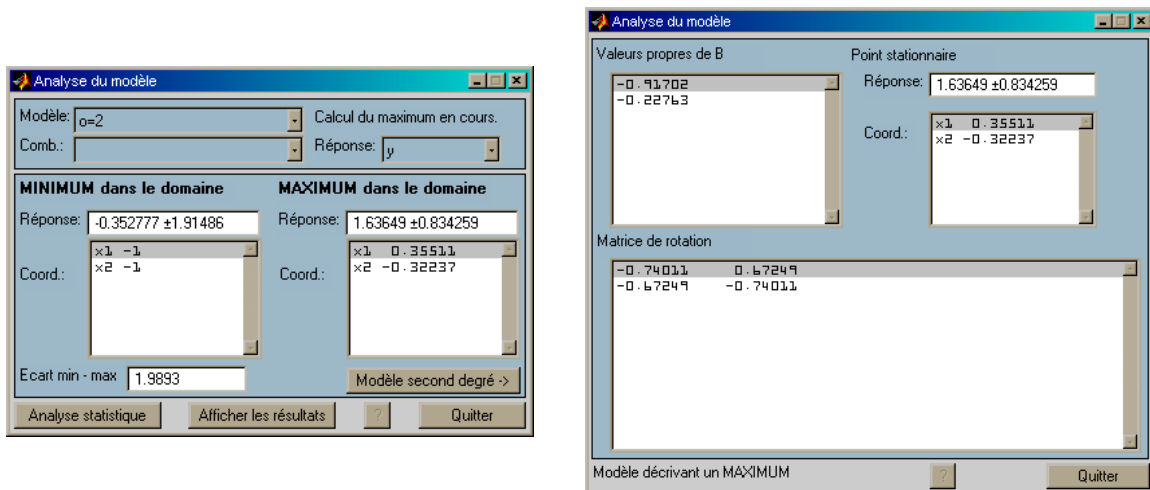 Analyse du modèle
Modèle: o=2 Calcul du maximum en cours.
Comb.: Réponse: y
MINIMUM dans le domaine MAXIMUM dans le domaine
Réponse: -0.352777 ±1.91486 Réponse: 1.63649 ±0.834259
Coord.: Coord.:
x1 -1 x1 0.35511
x2 -1 x2 -0.32237
Ecart min - max 1.9893
Modèle second degré ->
Analyse statistique Afficher les résultats ? Quitter
Analyse du modèle
Valeurs propres de B Point stationnaire
-0.91702 Réponse: 1.63649 ±0.834259
-0.22763
Coord.: x1 0.35511
x2 -0.32237
Matrice de rotation
-0.74011 0.67249
-0.67249 -0.74011
Modèle décrivant un MAXIMUM ? Quitter